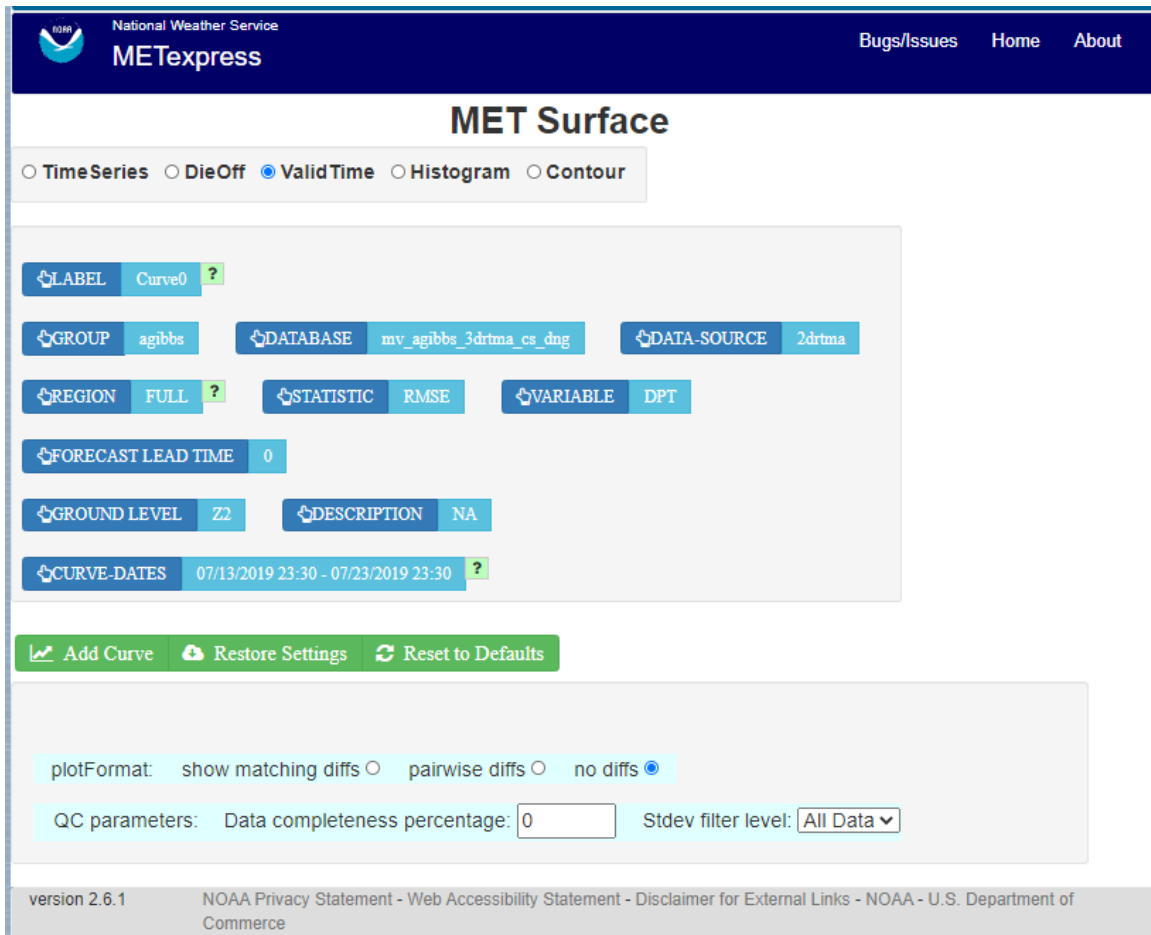 NOAA
National Weather Service
METexpress
Bugs/Issues Home About
MET Surface
TimeSeries DieOff ValidTime Histogram Contour
LABEL Curve0 ?
GROUP agibbs DATABASE mv_agibbs_3drtma_cs_dng DATA-SOURCE 2drtma
REGION FULL ? STATISTIC RMSE VARIABLE DPT
FORECAST LEAD TIME 0
GROUND LEVEL Z2 DESCRIPTION NA
CURVE-DATES 07/13/2019 23:30 - 07/23/2019 23:30 ?
Add Curve Restore Settings Reset to Defaults
plotFormat: show matching diffs pairwise diffs no diffs
QC parameters: Data completeness percentage: 0 Stdev filter level: All Data
version 2.6.1 NOAA Privacy Statement - Web Accessibility Statement - Disclaimer for External Links - NOAA - U.S. Department of
Commerce